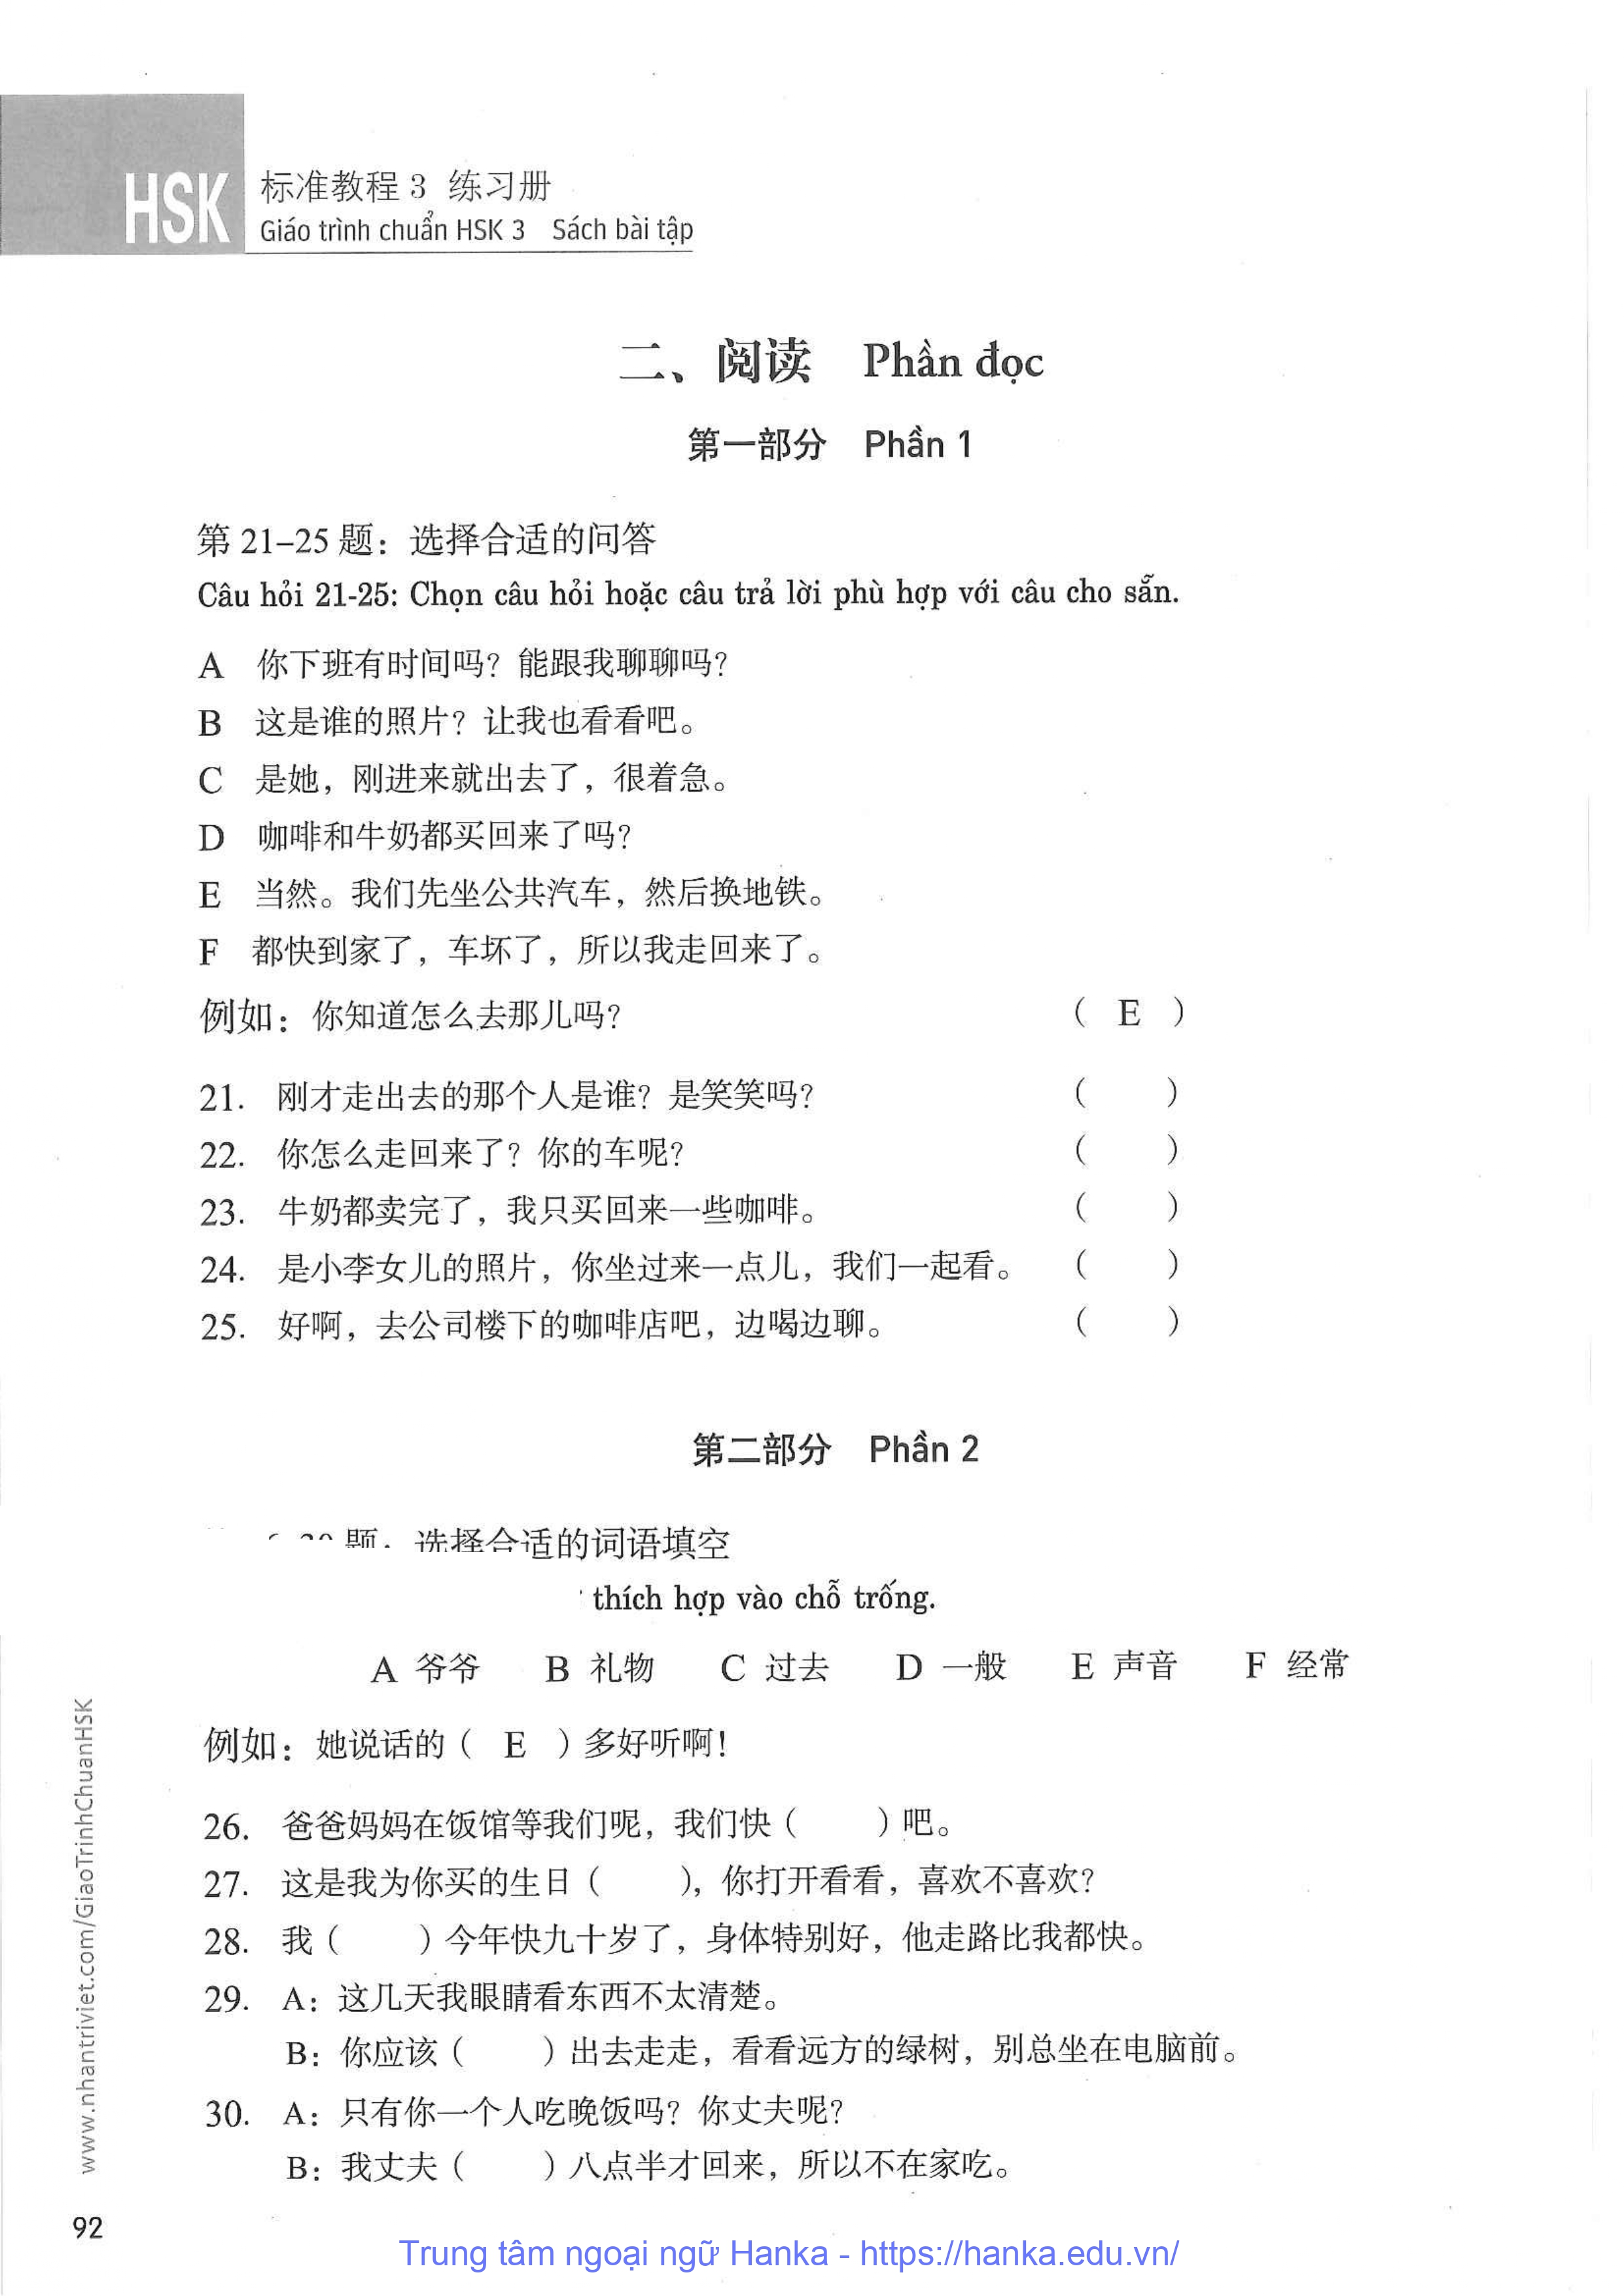 HSK
标准教程 3 练习册
Giáo trình chuẩn HSK 3 Sách bài tập
二、阅读 Phần đọc
第一部分 Phần 1
第 21–25 题：选择合适的问答
Câu hỏi 21-25: Chọn câu hỏi hoặc câu trả lời phù hợp với câu cho sẵn.
A 你下班有时间吗？能跟我聊聊吗？
B 这是谁的照片？让我也看看吧。
C 是她，刚进来就出去了，很着急。
D 咖啡和牛奶都买回来了吗？
E 当然。我们先坐公共汽车，然后换地铁。
F 都快到家了，车坏了，所以我走回来了。
例如：你知道怎么去那儿吗？ （ E ）
21. 刚才走出去的那个人是谁？是笑笑吗？ （ ）
22. 你怎么走回来了？你的车呢？ （ ）
23. 牛奶都卖完了，我只买回来一些咖啡。 （ ）
24. 是小李女儿的照片，你坐过来一点儿，我们一起看。 （ ）
25. 好啊，去公司楼下的咖啡店吧，边喝边聊。 （ ）
第二部分 Phần 2
题：选择合适的词语填空
thích hợp vào chỗ trống.
A 爷爷 B 礼物 C 过去 D 一般 E 声音 F 经常
例如：她说话的（ E ）多好听啊！
26. 爸爸妈妈在饭馆等我们呢，我们快（ ）吧。
27. 这是我为你买的生日（ ），你打开看看，喜欢不喜欢？
28. 我（ ）今年快九十岁了，身体特别好，他走路比我都快。
29. A：这几天我眼睛看东西不太清楚。
B：你应该（ ）出去走走，看看远方的绿树，别总坐在电脑前。
30. A：只有你一个人吃晚饭吗？你丈夫呢？
B：我丈夫（ ）八点半才回来，所以不在家吃。
www.nhantriviet.com/GiaoTrinhChuanHSK
92
Trung tâm ngoại ngữ Hanka - https://hanka.edu.vn/